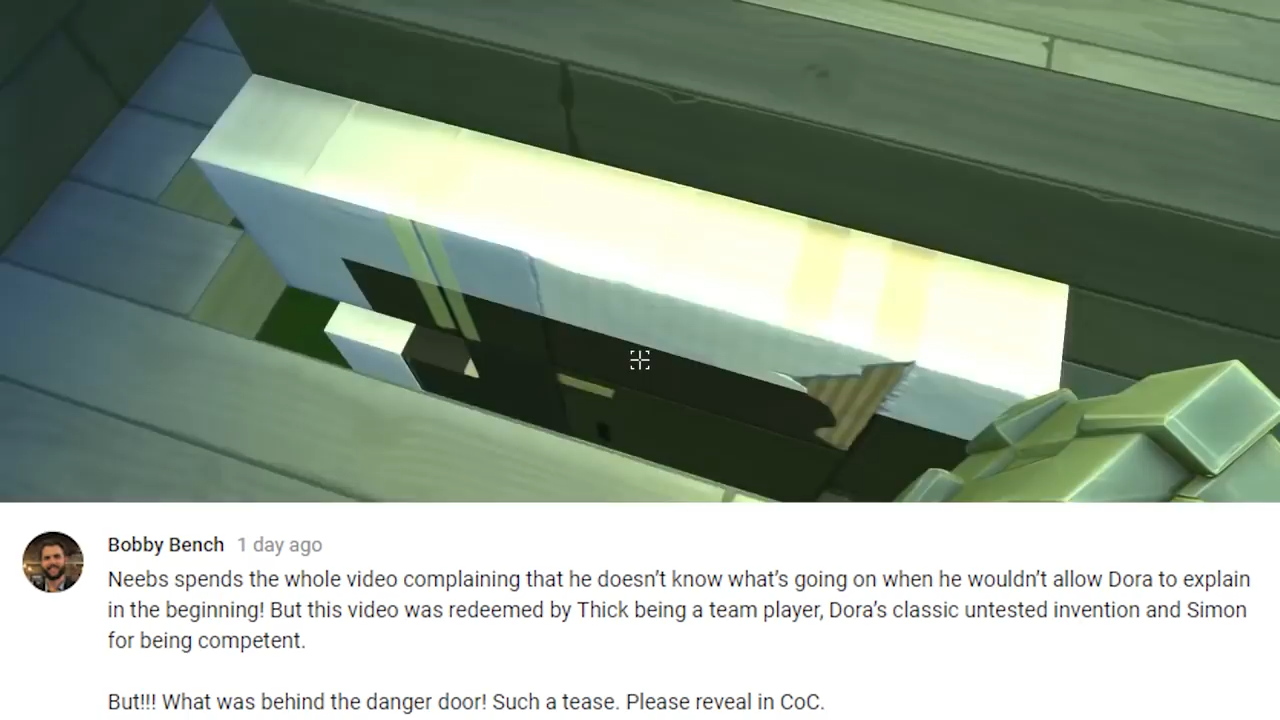 Bobby Bench 1 day ago
Neebs spends the whole video complaining that he doesn’t know what’s going on when he wouldn’t allow Dora to explain
in the beginning! But this video was redeemed by Thick being a team player, Dora’s classic untested invention and Simon
for being competent.
But!!! What was behind the danger door! Such a tease. Please reveal in CoC.